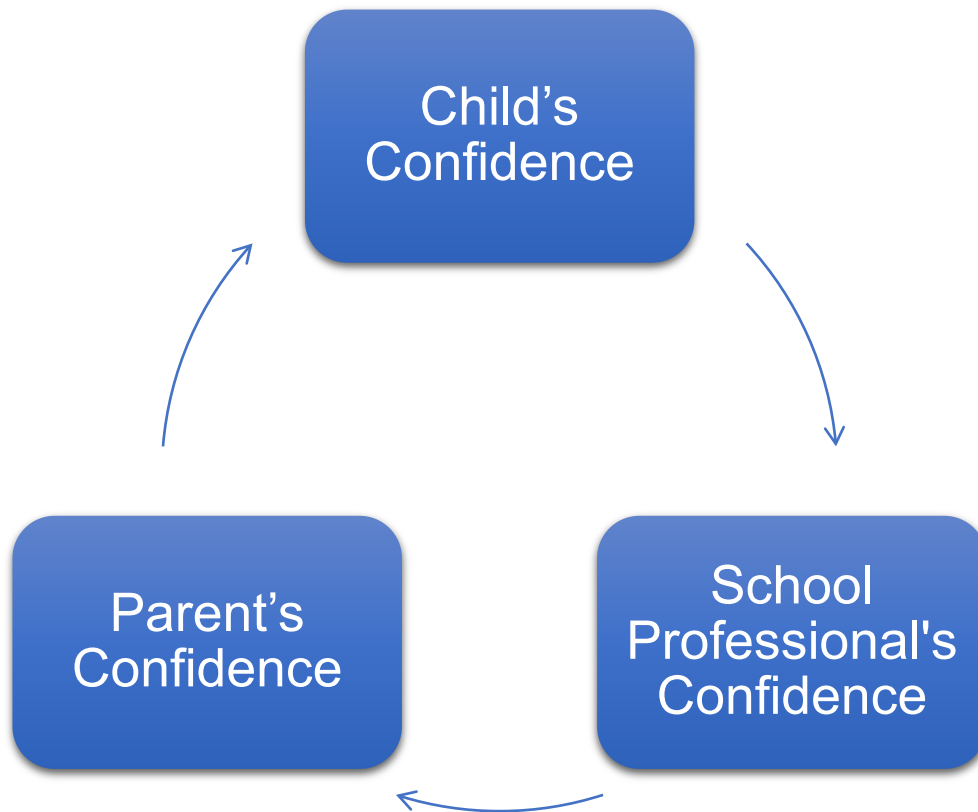 Child’s
Confidence
Parent’s
Confidence
School
Professional's
Confidence